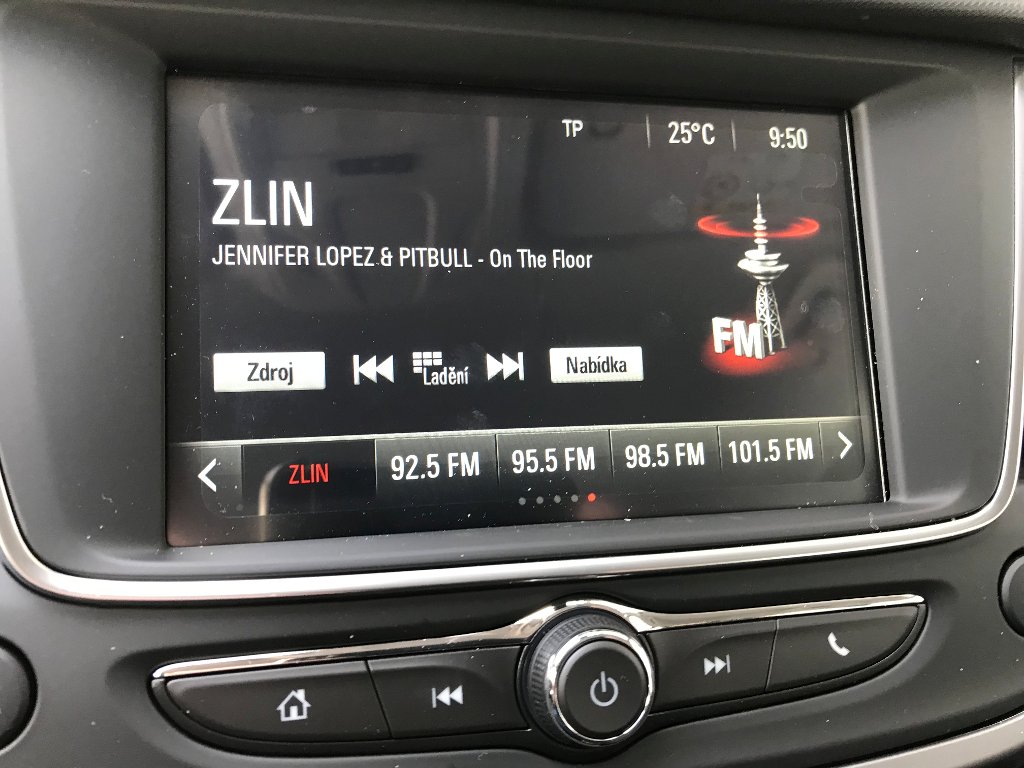 TP 25°C 9:50
ZLIN
JENNIFER LOPEZ & PITBULL - On The Floor
FM
Zdroj Ladění Nabídka
ZLIN 92.5 FM 95.5 FM 98.5 FM 101.5 FM